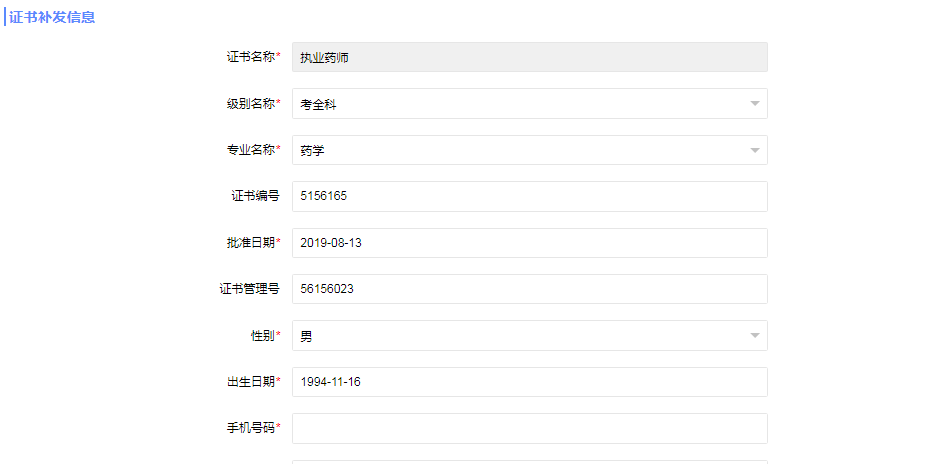 证书补发信息
证书名称* 执业药师
级别名称* 考全科
专业名称* 药学
证书编号 5156165
批准日期* 2019-08-13
证书管理号 56156023
性别* 男
出生日期* 1994-11-16
手机号码*